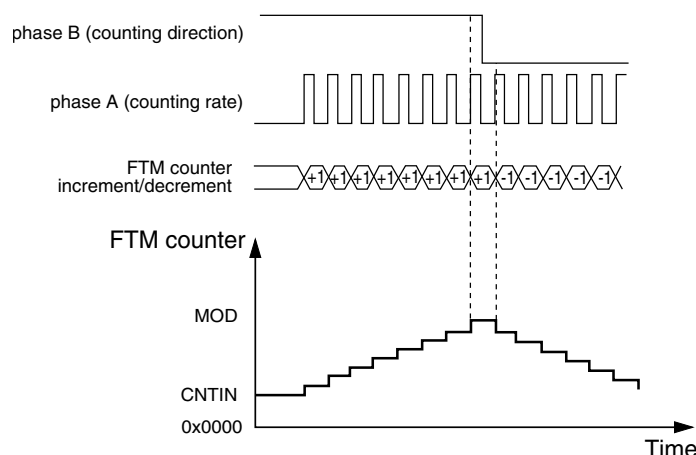 phase B (counting direction)
phase A (counting rate)
FTM counter
increment/decrement
+1 +1 +1 +1 +1 +1 +1 +1 -1 -1 -1 -1 -1
FTM counter
MOD
CNTIN
0x0000
Time